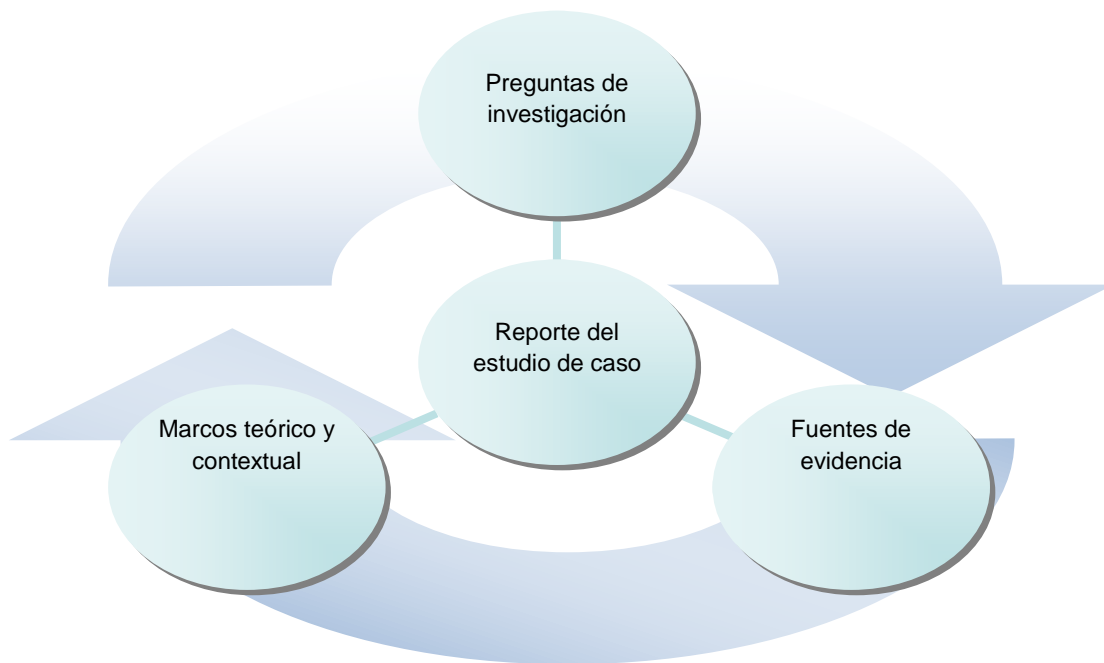 Preguntas de
investigación
Reporte del
estudio de caso
Marcos teórico y
contextual
Fuentes de
evidencia